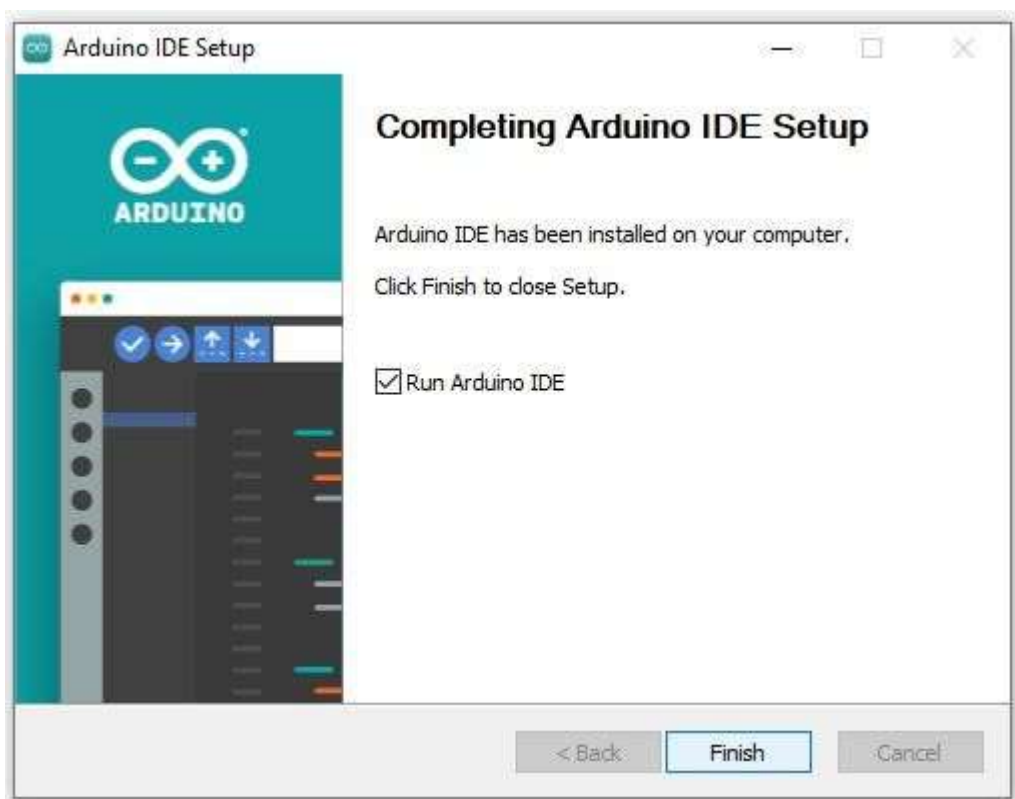 Arduino IDE Setup
ARDUINO
Completing Arduino IDE Setup
Arduino IDE has been installed on your computer.
Click Finish to close Setup.
Run Arduino IDE
< Back Finish Cancel